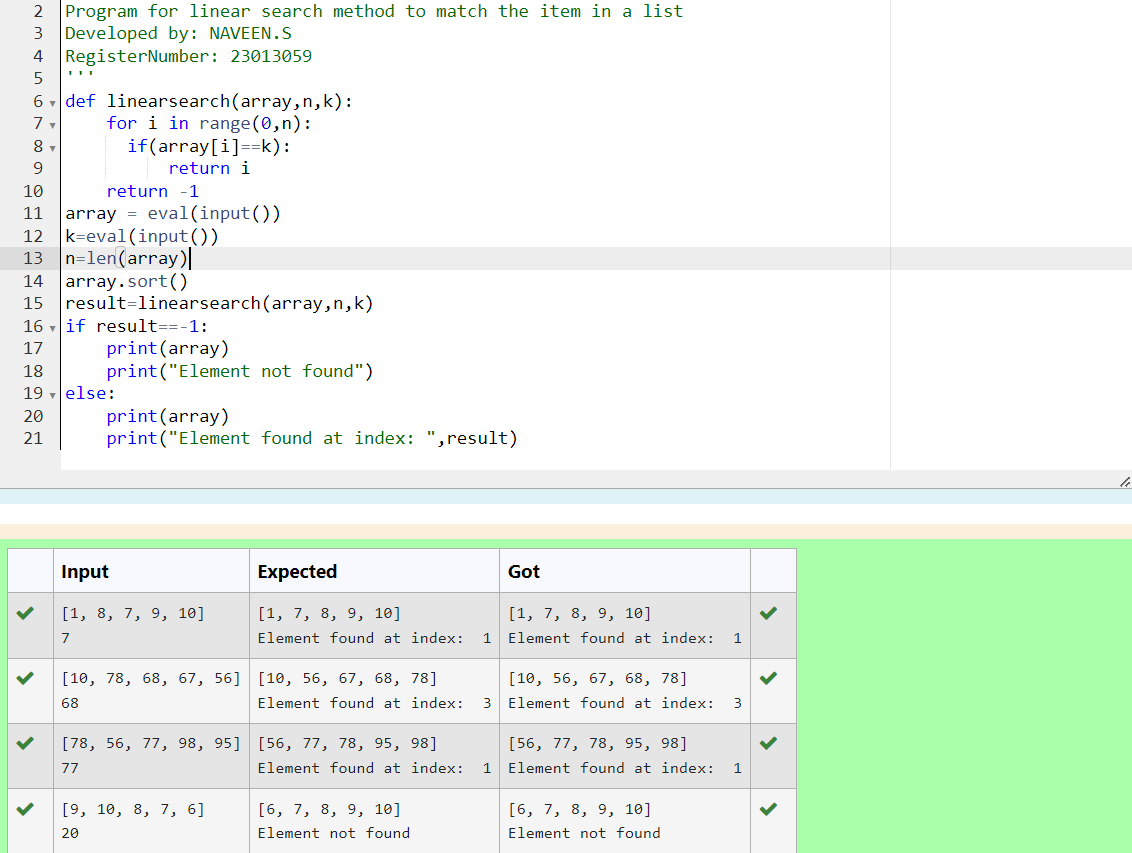 2 Program for linear search method to match the item in a list
3 Developed by: NAVEEN.S
4 RegisterNumber: 23013059
5 '''
6 def linearsearch(array,n,k):
7     for i in range(0,n):
8       if(array[i]==k):
9           return i
10     return -1
11 array = eval(input())
12 k=eval(input())
13 n=len(array)
14 array.sort()
15 result=linearsearch(array,n,k)
16 if result==-1:
17     print(array)
18     print("Element not found")
19 else:
20     print(array)
21     print("Element found at index: ",result)
Input Expected Got
[1, 8, 7, 9, 10] [1, 7, 8, 9, 10] [1, 7, 8, 9, 10]
7 Element found at index:  1 Element found at index:  1
[10, 78, 68, 67, 56] [10, 56, 67, 68, 78] [10, 56, 67, 68, 78]
68 Element found at index:  3 Element found at index:  3
[78, 56, 77, 98, 95] [56, 77, 78, 95, 98] [56, 77, 78, 95, 98]
77 Element found at index:  1 Element found at index:  1
[9, 10, 8, 7, 6] [6, 7, 8, 9, 10] [6, 7, 8, 9, 10]
20 Element not found Element not found